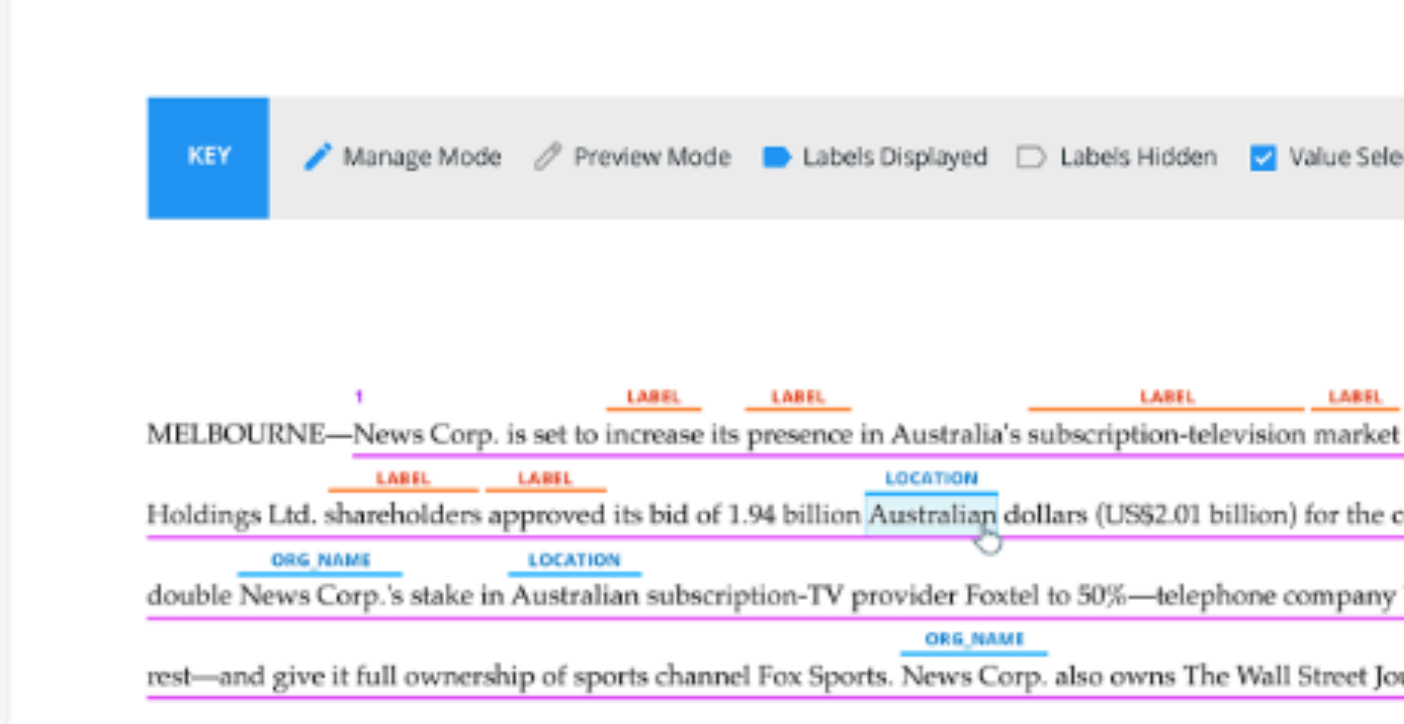 KEY Manage Mode Preview Mode Labels Displayed Labels Hidden Value Sele
1 LABEL LABEL LABEL LABEL
MELBOURNE—News Corp. is set to increase its presence in Australia's subscription-television market
LABEL LABEL LOCATION
Holdings Ltd. shareholders approved its bid of 1.94 billion Australian dollars (US$2.01 billion) for the c
ORG_NAME LOCATION
double News Corp.'s stake in Australian subscription-TV provider Foxtel to 50%—telephone company
ORG_NAME
rest—and give it full ownership of sports channel Fox Sports. News Corp. also owns The Wall Street Jou